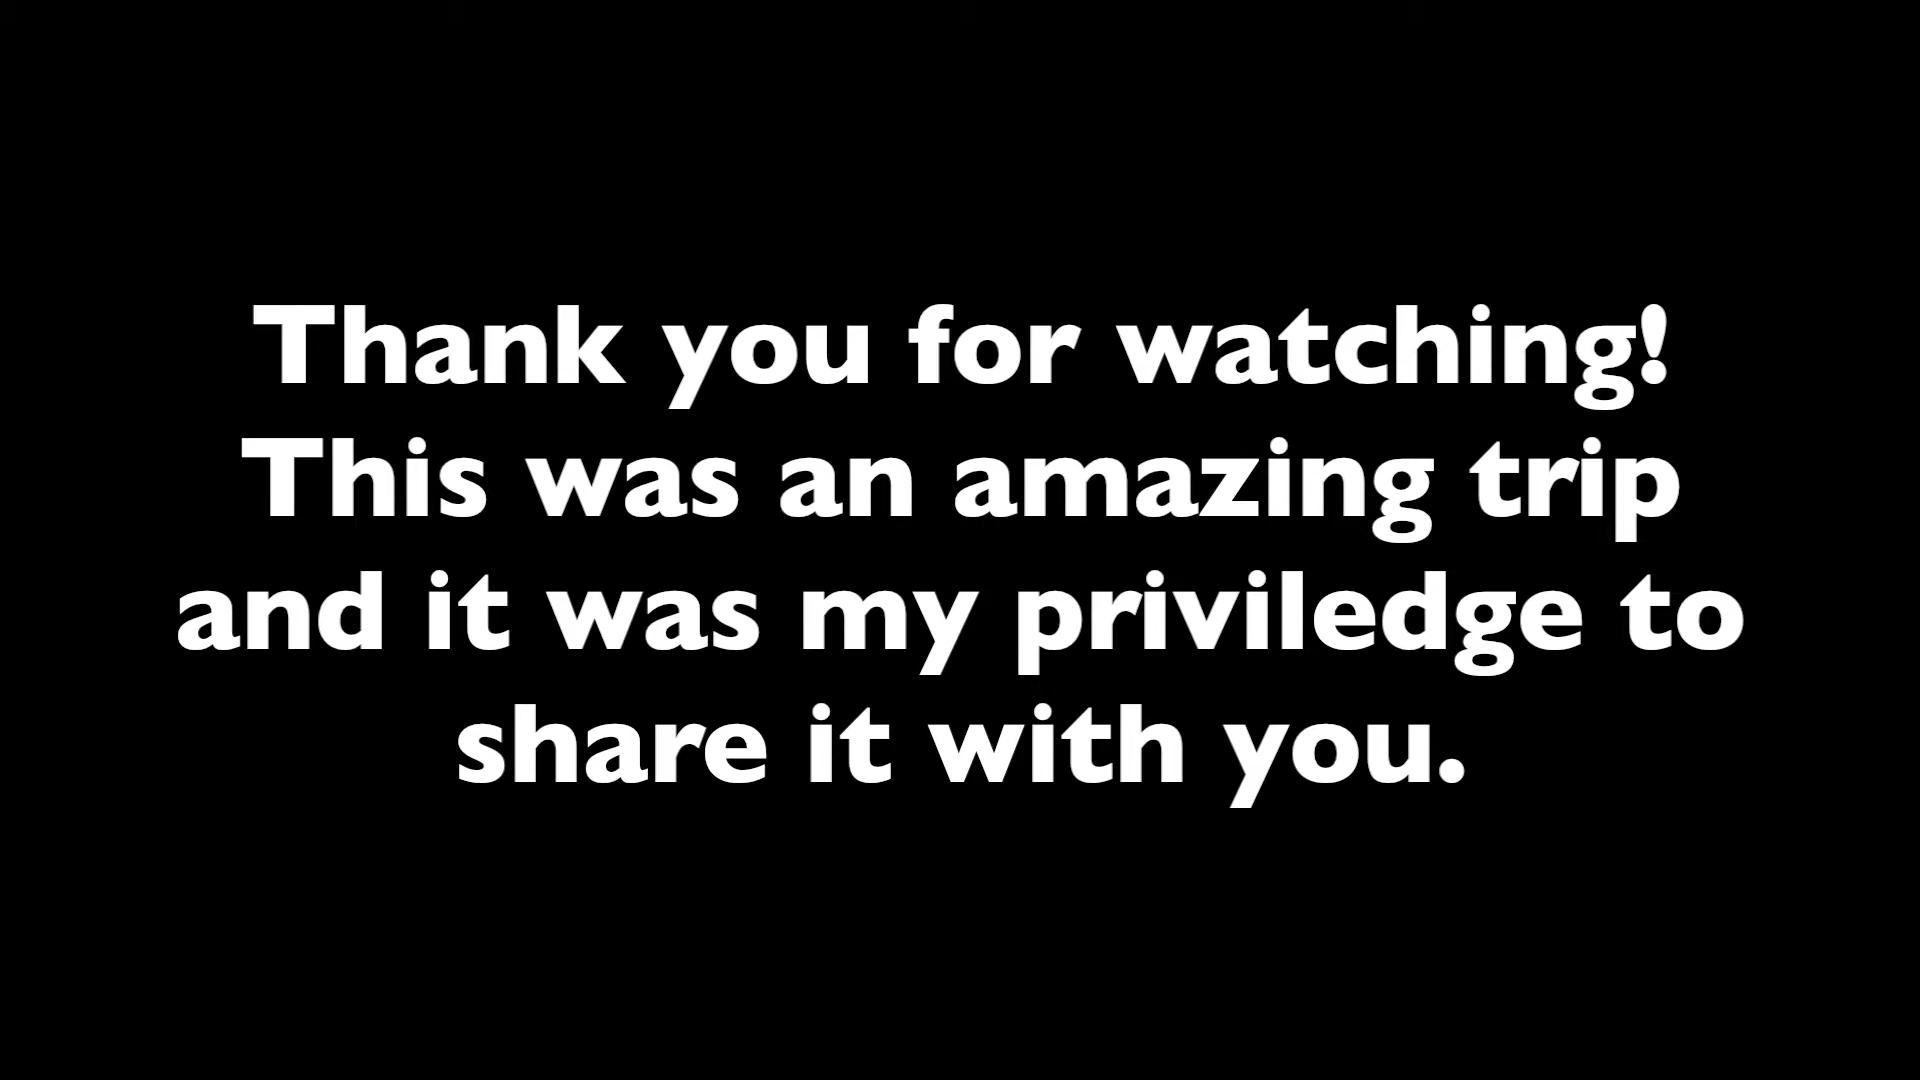 Thank you for watching!
This was an amazing trip
and it was my priviledge to
share it with you.